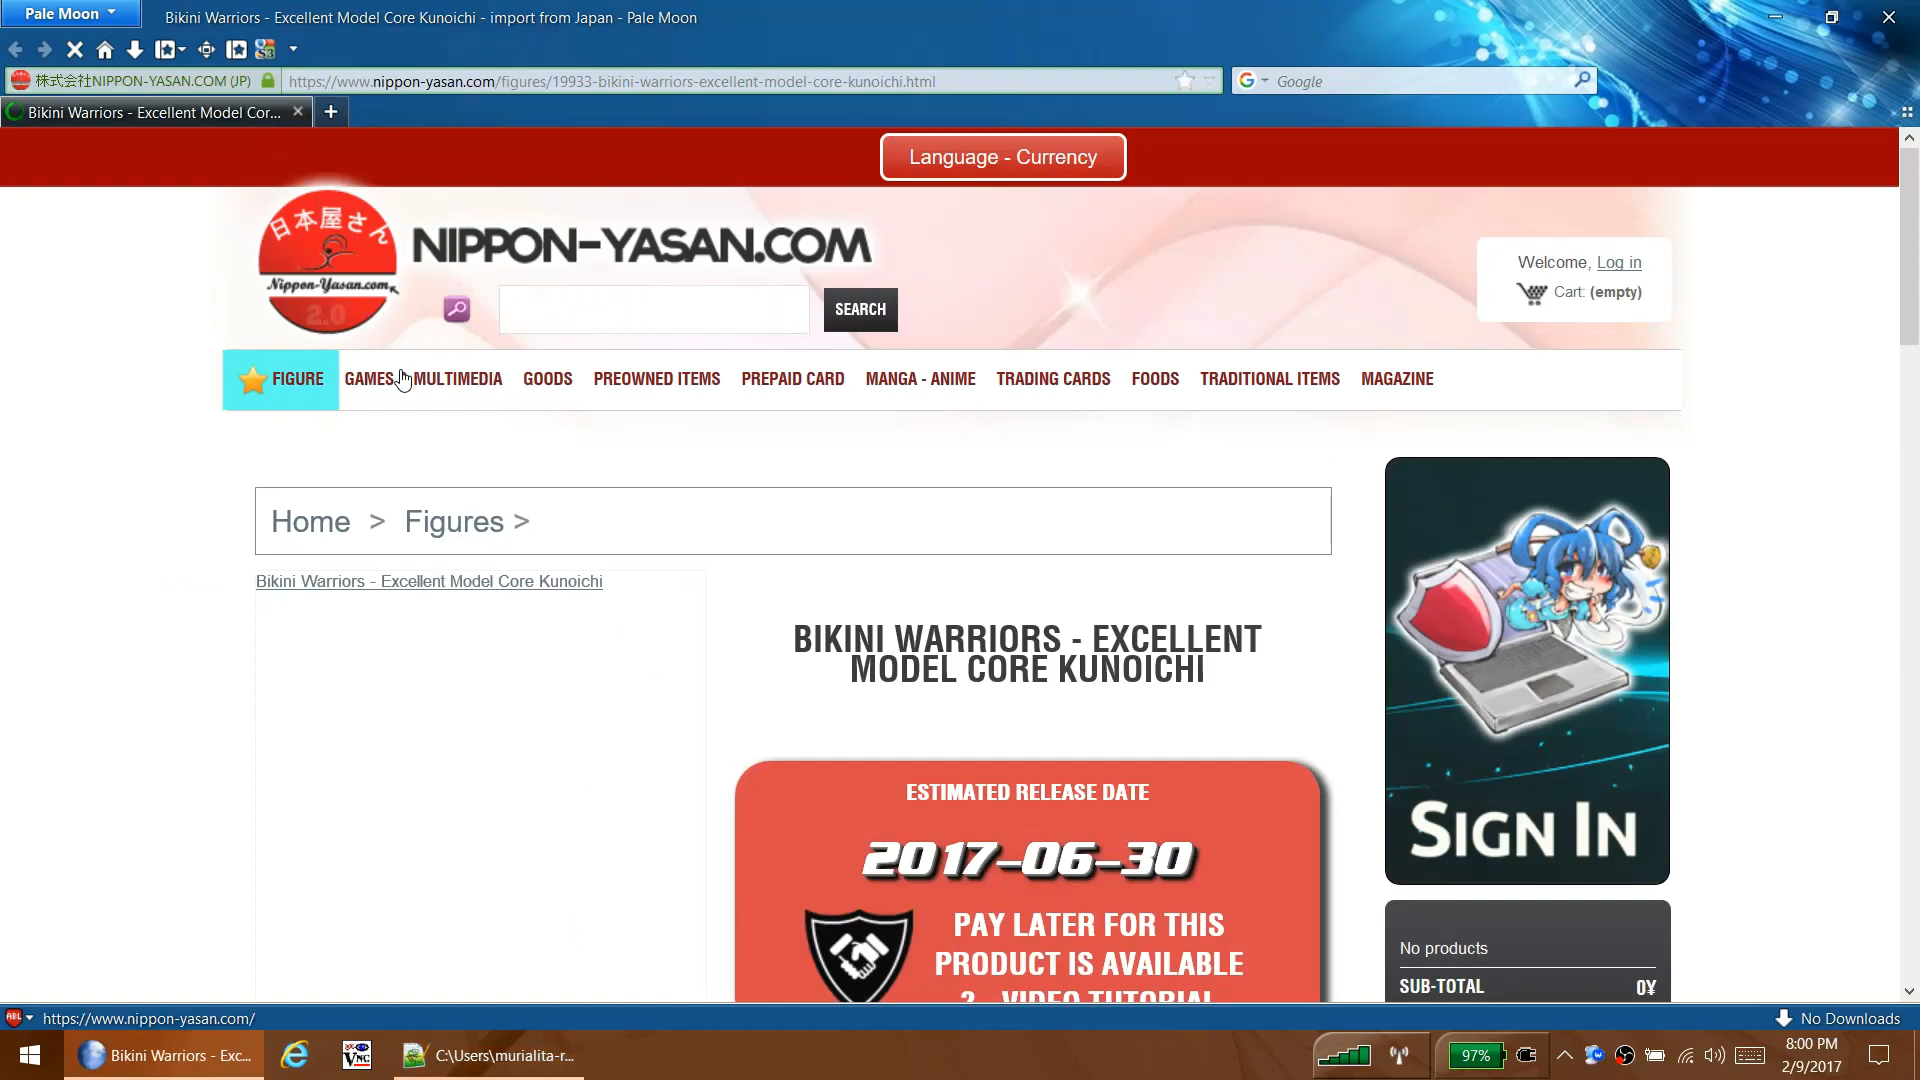 Pale Moon
Bikini Warriors - Excellent Model Core Kunoichi - import from Japan - Pale Moon
株式会社NIPPON-YASAN.COM (JP)
https://www.nippon-yasan.com/figures/19933-bikini-warriors-excellent-model-core-kunoichi.html
Google
Bikini Warriors - Excellent Model Cor...
Language - Currency
日本屋さん
Nippon-Yasan.com
2.0
NIPPON-YASAN.COM
SEARCH
Welcome, Log in
Cart: (empty)
FIGURE GAMES MULTIMEDIA GOODS PREOWNED ITEMS PREPAID CARD MANGA - ANIME TRADING CARDS FOODS TRADITIONAL ITEMS MAGAZINE
Home > Figures >
Bikini Warriors - Excellent Model Core Kunoichi
BIKINI WARRIORS - EXCELLENT
MODEL CORE KUNOICHI
ESTIMATED RELEASE DATE
2017-06-30
PAY LATER FOR THIS
PRODUCT IS AVAILABLE
? - VIDEO TUTORIAL
SIGN IN
No products
SUB-TOTAL 0¥
ABL
https://www.nippon-yasan.com/
No Downloads
Bikini Warriors - Exc...
VNC
C:\Users\murialita-r...
97%
8:00 PM
2/9/2017